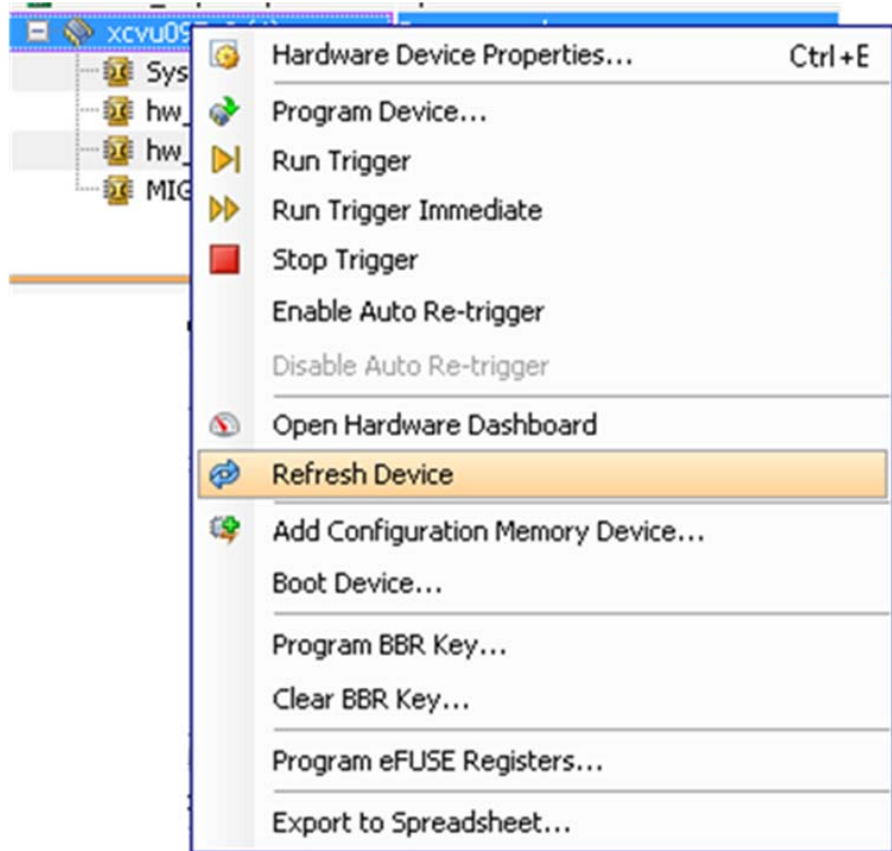 xcvu095
Hardware Device Properties... Ctrl+E
Sys
Program Device...
hw_
Run Trigger
hw_
Run Trigger Immediate
MIG
Stop Trigger
Enable Auto Re-trigger
Disable Auto Re-trigger
Open Hardware Dashboard
Refresh Device
Add Configuration Memory Device...
Boot Device...
Program BBR Key...
Clear BBR Key...
Program eFUSE Registers...
Export to Spreadsheet...